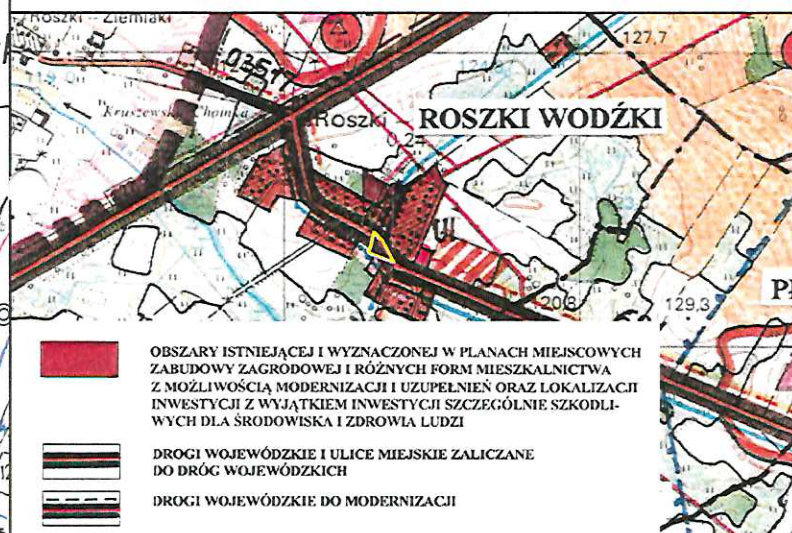 Roszki - Ziemiaki
127,7
Roszki
0,24
ROSZKI WODŹKI
129,3
OBSZARY ISTNIEJĄCEJ I WYZNACZONEJ W PLANACH MIEJSCOWYCH
ZABUDOWY ZAGRODOWEJ I RÓŻNYCH FORM MIESZKALNICTWA
Z MOŻLIWOŚCIĄ MODERNIZACJI I UZUPEŁNIEŃ ORAZ LOKALIZACJI
INWESTYCJI Z WYJĄTKIEM INWESTYCJI SZCZEGÓLNIE SZKODLI-
WYCH DLA ŚRODOWISKA I ZDROWIA LUDZI
DROGI WOJEWÓDZKIE I ULICE MIEJSKIE ZALICZANE
DO DRÓG WOJEWÓDZKICH
DROGI WOJEWÓDZKIE DO MODERNIZACJI